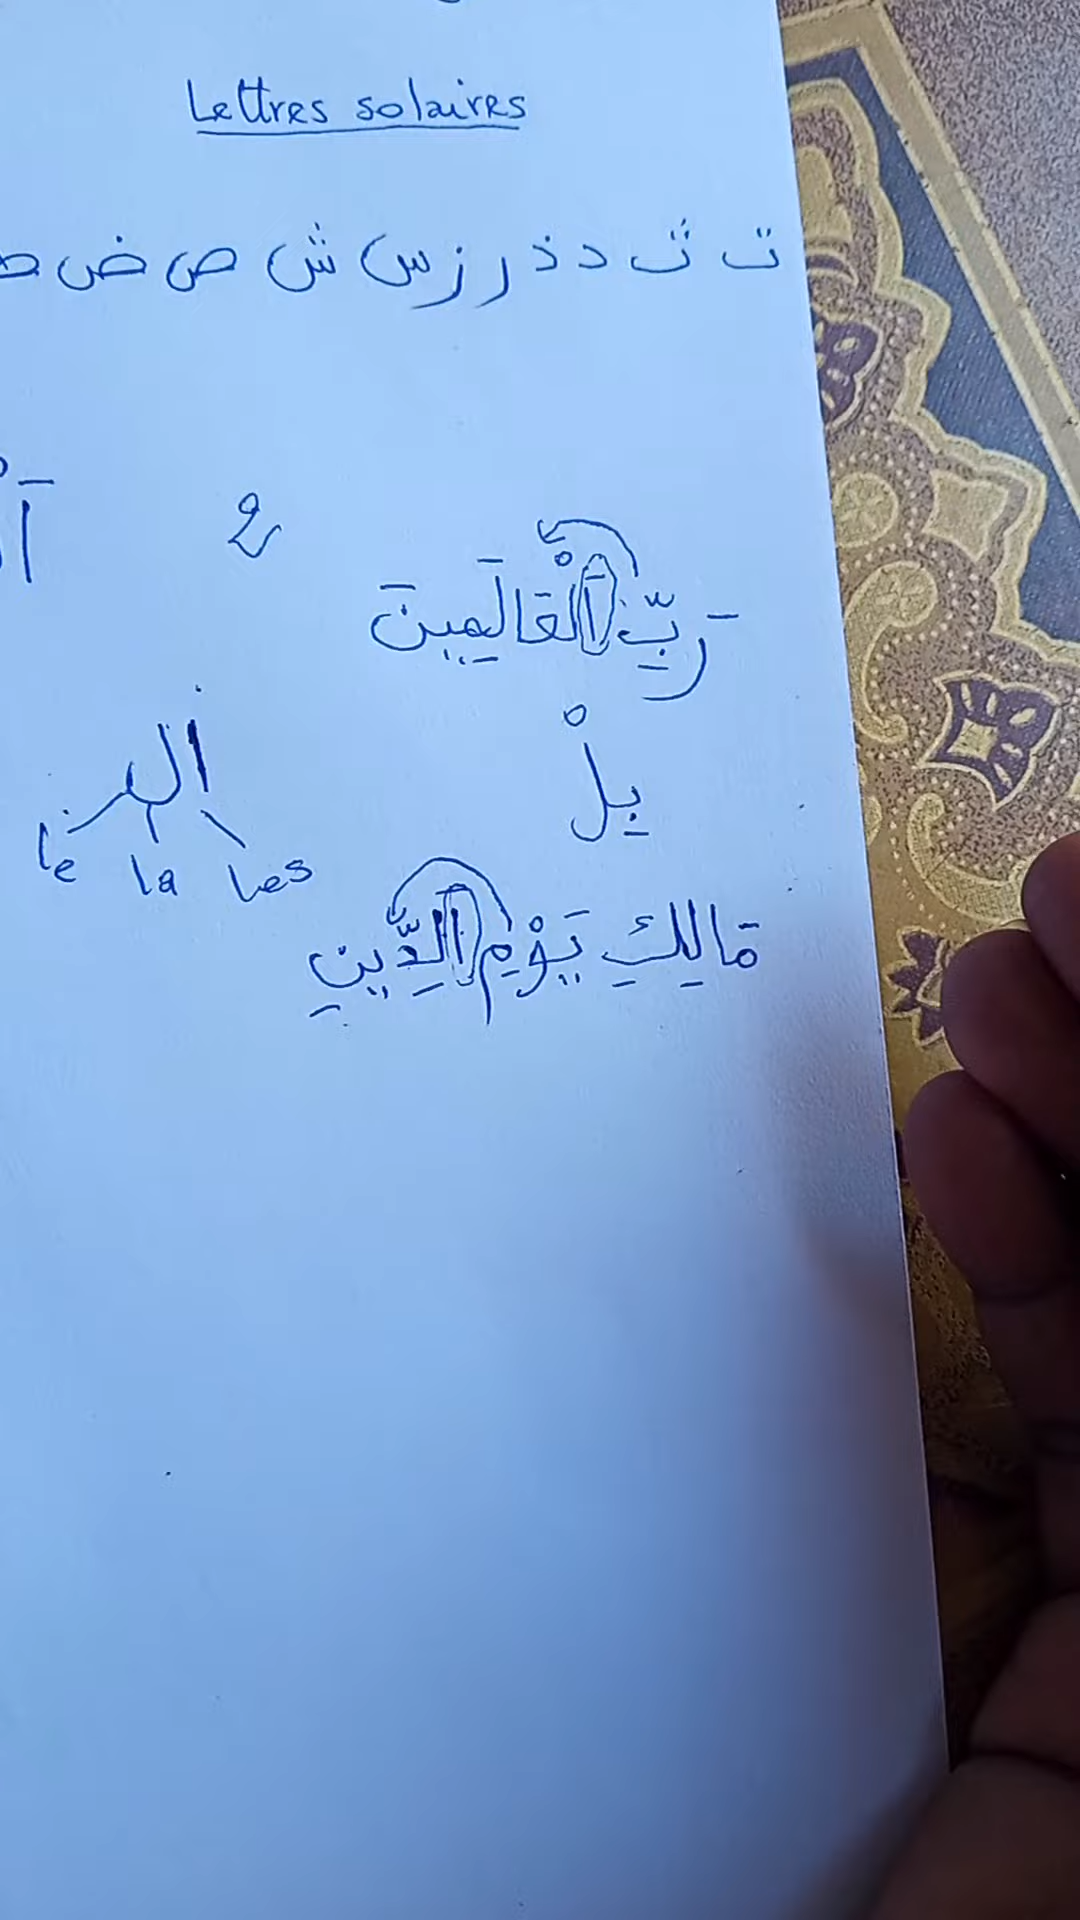 Lettres solaires
ت ث د ذ ر ز س ش ص ض ط
رَبِّ اَلْعَالَمِينَ
ال
بِلْ
le la les
مَالِكِ يَوْمِ الدِّينِ